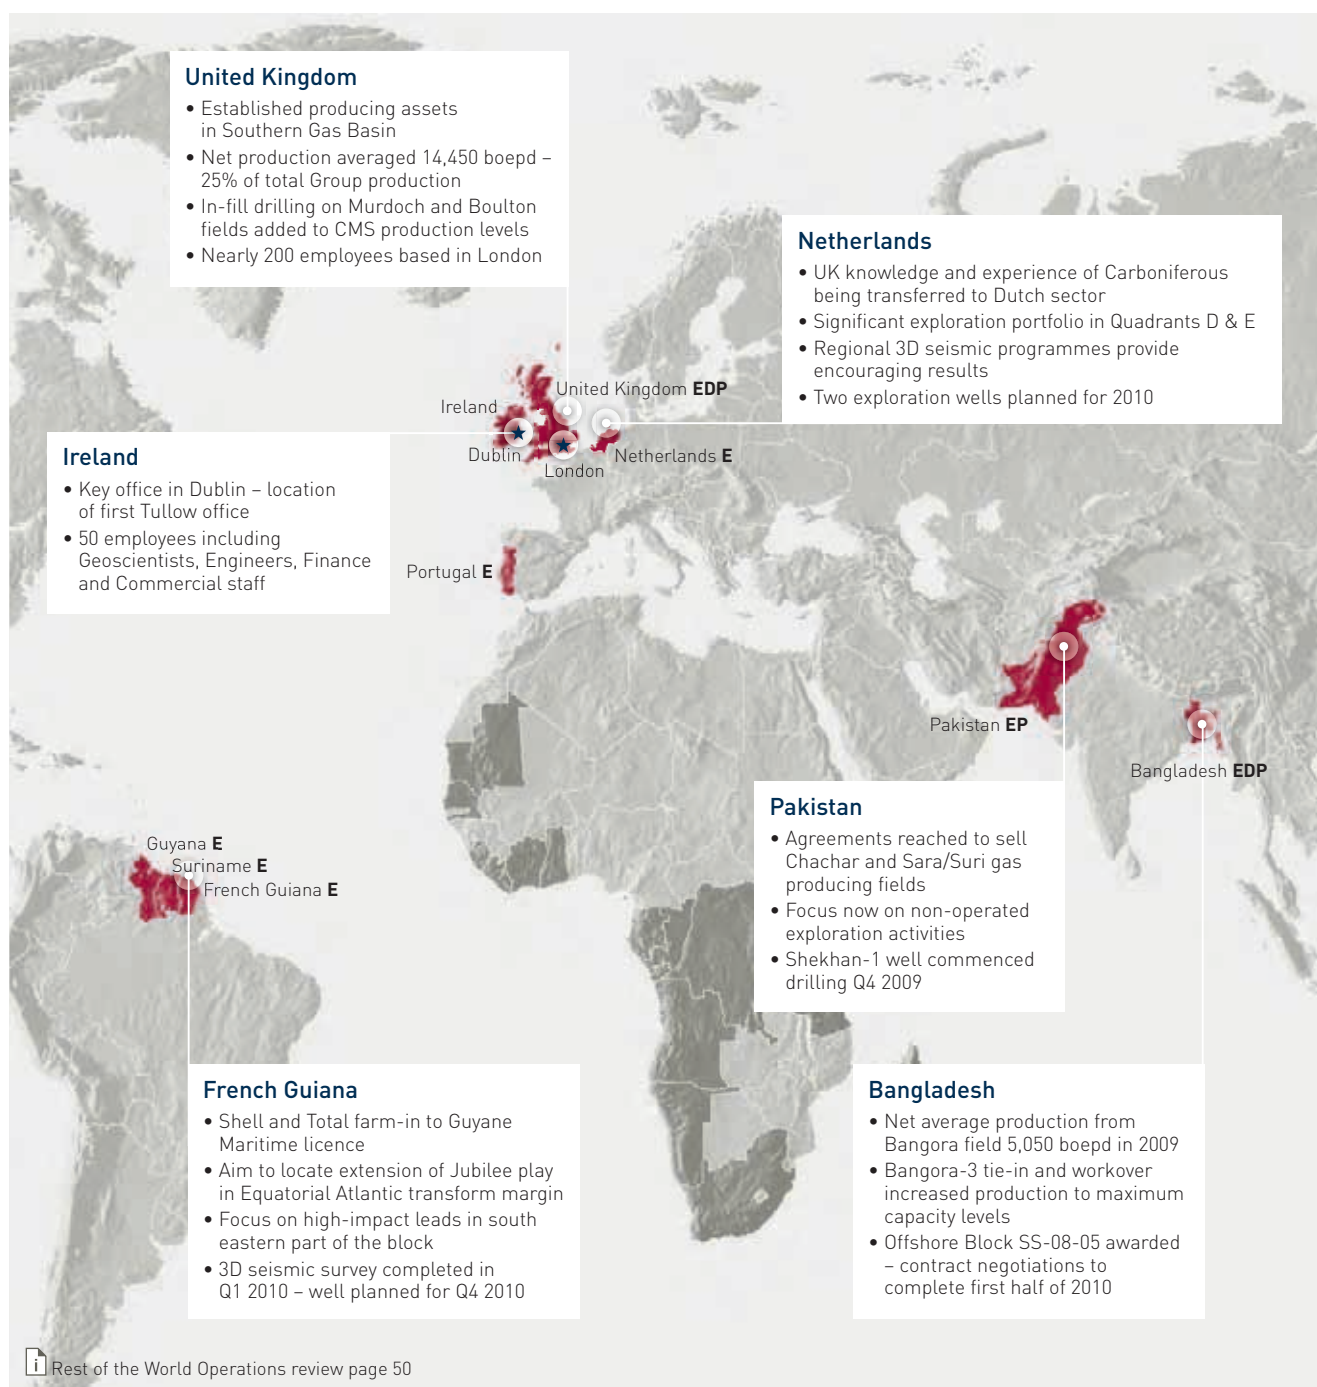 United Kingdom
• Established producing assets
in Southern Gas Basin
• Net production averaged 14,450 boepd –
25% of total Group production
• In-fill drilling on Murdoch and Boulton
fields added to CMS production levels
• Nearly 200 employees based in London
Netherlands
• UK knowledge and experience of Carboniferous
being transferred to Dutch sector
• Significant exploration portfolio in Quadrants D & E
• Regional 3D seismic programmes provide
encouraging results
• Two exploration wells planned for 2010
United Kingdom EDP
Ireland
Dublin
London
Netherlands E
Ireland
• Key office in Dublin – location
of first Tullow office
• 50 employees including
Geoscientists, Engineers, Finance
and Commercial staff
Portugal E
Pakistan EP
Bangladesh EDP
Pakistan
• Agreements reached to sell
Chachar and Sara/Suri gas
producing fields
• Focus now on non-operated
exploration activities
• Shekhan-1 well commenced
drilling Q4 2009
Guyana E
Suriname E
French Guiana E
French Guiana
• Shell and Total farm-in to Guyane
Maritime licence
• Aim to locate extension of Jubilee play
in Equatorial Atlantic transform margin
• Focus on high-impact leads in south
eastern part of the block
• 3D seismic survey completed in
Q1 2010 – well planned for Q4 2010
Bangladesh
• Net average production from
Bangora field 5,050 boepd in 2009
• Bangora-3 tie-in and workover
increased production to maximum
capacity levels
• Offshore Block SS-08-05 awarded
– contract negotiations to
complete first half of 2010
i Rest of the World Operations review page 50